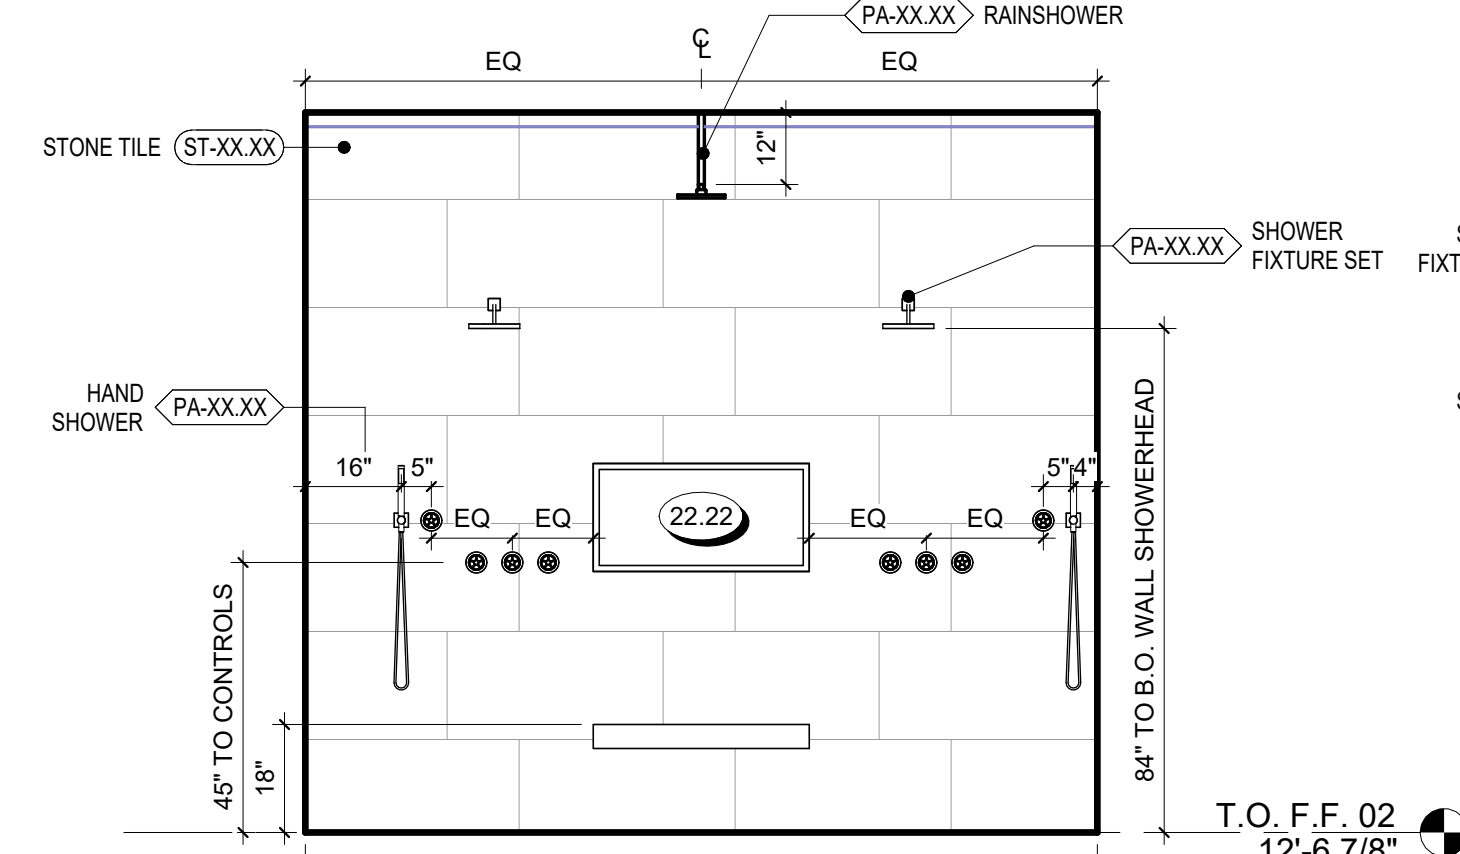 PA-XX.XX RAINSHOWER
℄
EQ EQ
STONE TILE ST-XX.XX
12"
PA-XX.XX SHOWER
FIXTURE SET
HAND
SHOWER PA-XX.XX
16" 5" 5" 4"
EQ EQ 22.22 EQ EQ
45" TO CONTROLS
18"
84" TO B.O. WALL SHOWERHEAD
T.O. F.F. 02
12'-6 7/8"